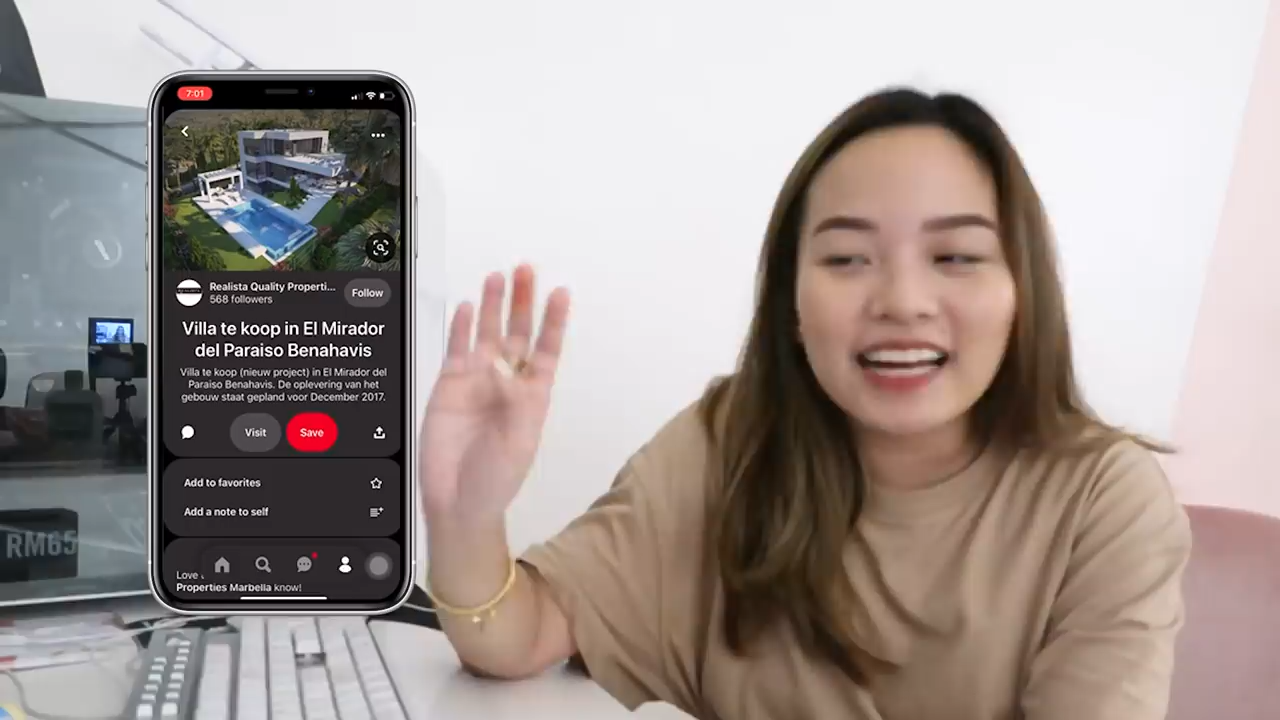 7:01
Realista Quality Properti...
568 followers
Follow
Villa te koop in El Mirador
del Paraiso Benahavis
Villa te koop (nieuw project) in El Mirador del
Paraiso Benahavis. De oplevering van het
gebouw staat gepland voor December 2017.
Visit
Save
Add to favorites
Add a note to self
Love
Properties Marbella know!
RM65